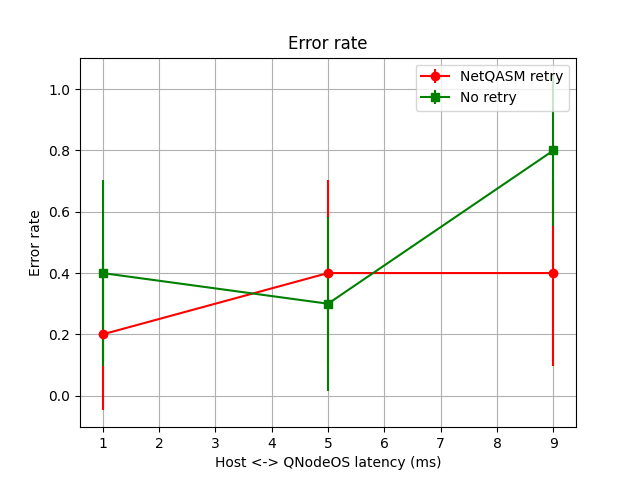 Error rate
NetQASM retry
No retry
1.0
0.8
0.6
0.4
0.2
0.0
Error rate
1 2 3 4 5 6 7 8 9
Host <-> QNodeOS latency (ms)